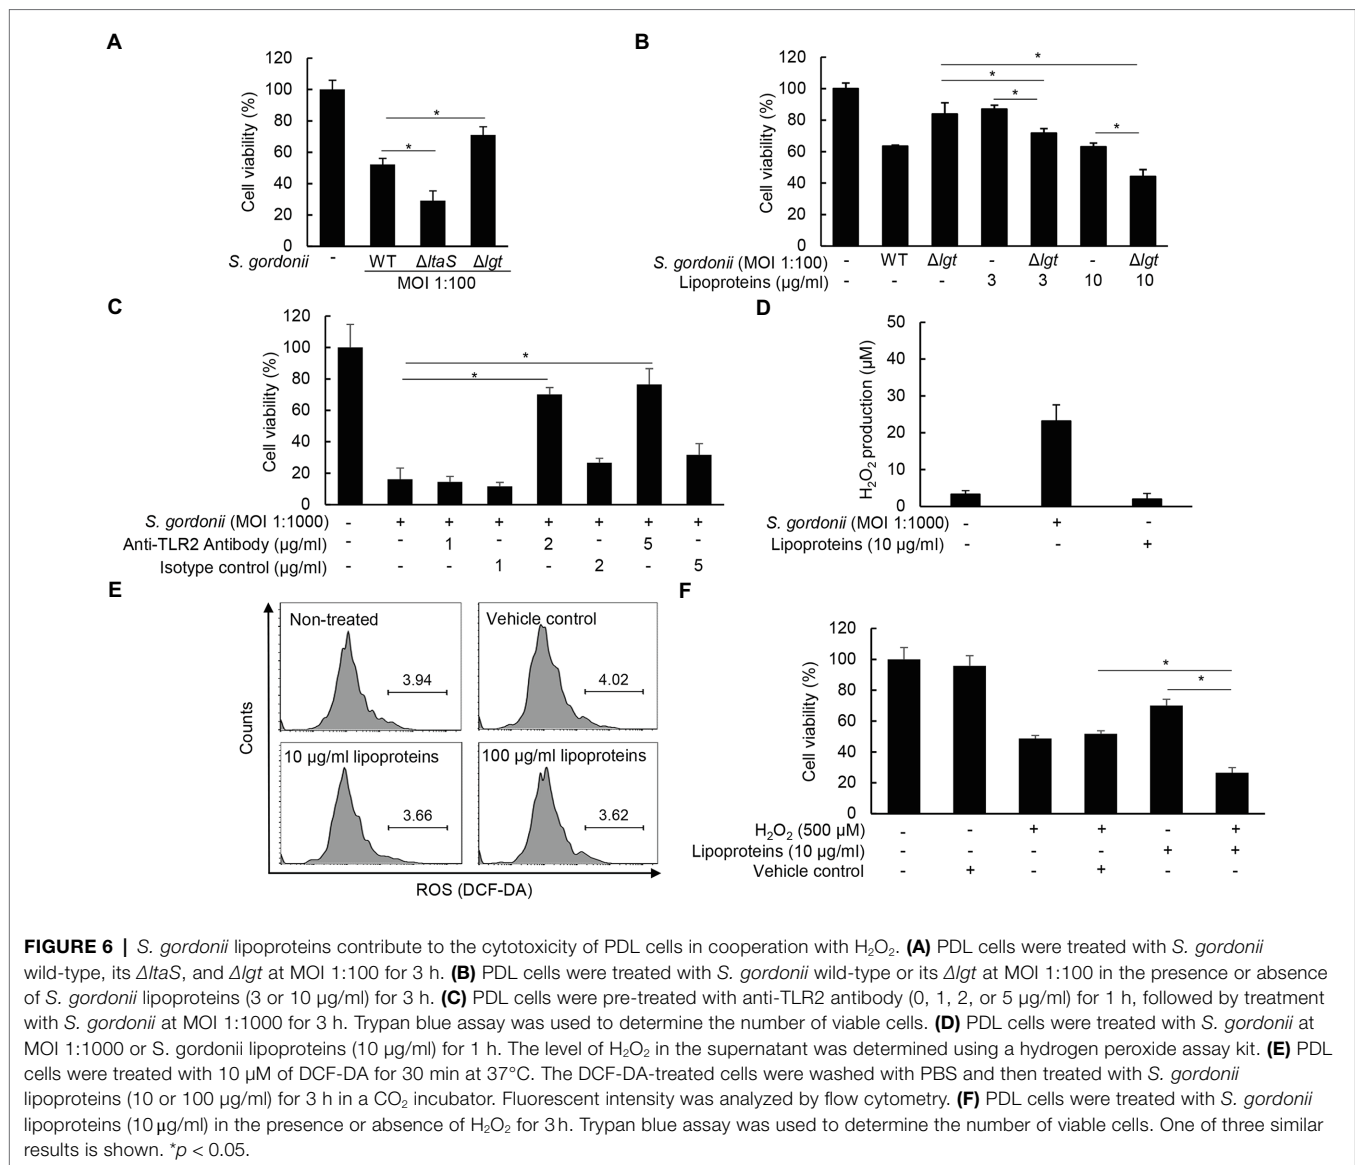 A
Cell viability (%)
120
100
80
60
40
20
0
*
*
S. gordonii - WT ΔltaS Δlgt
MOI 1:100
B
Cell viability (%)
120
100
80
60
40
20
0
*
*
*
*
S. gordonii (MOI 1:100) - WT Δlgt - Δlgt - Δlgt
Lipoproteins (µg/ml) - - - 3 3 10 10
C
Cell viability (%)
120
100
80
60
40
20
0
*
*
S. gordonii (MOI 1:1000) - + + + + + + +
Anti-TLR2 Antibody (µg/ml) - - 1 - 2 - 5 -
Isotype control (µg/ml) - - - 1 - 2 - 5
D
H₂O₂ production (µM)
50
40
30
20
10
0
S. gordonii (MOI 1:1000) - + -
Lipoproteins (10 µg/ml) - - +
E
Counts
Non-treated
3.94
Vehicle control
4.02
10 µg/ml lipoproteins
3.66
100 µg/ml lipoproteins
3.62
ROS (DCF-DA)
F
Cell viability (%)
120
100
80
60
40
20
0
*
*
H₂O₂ (500 µM) - - + + - +
Lipoproteins (10 µg/ml) - - - - + +
Vehicle control - + - + - -
FIGURE 6 | S. gordonii lipoproteins contribute to the cytotoxicity of PDL cells in cooperation with H₂O₂. (A) PDL cells were treated with S. gordonii
wild-type, its ΔltaS, and Δlgt at MOI 1:100 for 3 h. (B) PDL cells were treated with S. gordonii wild-type or its Δlgt at MOI 1:100 in the presence or absence
of S. gordonii lipoproteins (3 or 10 µg/ml) for 3 h. (C) PDL cells were pre-treated with anti-TLR2 antibody (0, 1, 2, or 5 µg/ml) for 1 h, followed by treatment
with S. gordonii at MOI 1:1000 for 3 h. Trypan blue assay was used to determine the number of viable cells. (D) PDL cells were treated with S. gordonii at
MOI 1:1000 or S. gordonii lipoproteins (10 µg/ml) for 1 h. The level of H₂O₂ in the supernatant was determined using a hydrogen peroxide assay kit. (E) PDL
cells were treated with 10 µM of DCF-DA for 30 min at 37°C. The DCF-DA-treated cells were washed with PBS and then treated with S. gordonii
lipoproteins (10 or 100 µg/ml) for 3 h in a CO₂ incubator. Fluorescent intensity was analyzed by flow cytometry. (F) PDL cells were treated with S. gordonii
lipoproteins (10 µg/ml) in the presence or absence of H₂O₂ for 3 h. Trypan blue assay was used to determine the number of viable cells. One of three similar
results is shown. *p < 0.05.